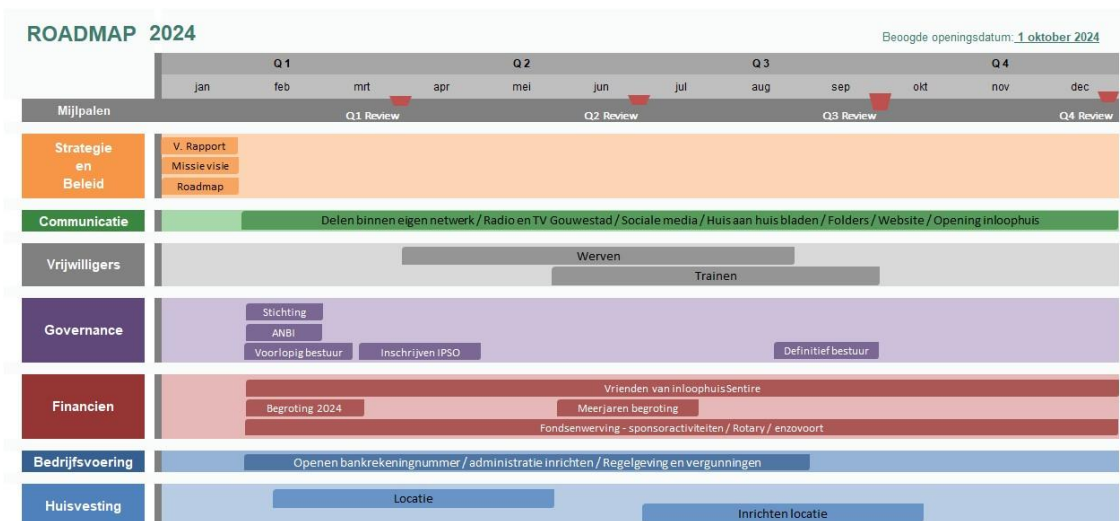 ROADMAP 2024
Beoogde openingsdatum: 1 oktober 2024
Q1 Q2 Q3 Q4
jan feb mrt apr mei jun jul aug sep okt nov dec
Mijlpalen
Q1 Review Q2 Review Q3 Review Q4 Review
Strategie
en
Beleid
V. Rapport
Missie visie
Roadmap
Communicatie
Delen binnen eigen netwerk / Radio en TV Gouwestad / Sociale media / Huis aan huis bladen / Folders / Website / Opening inloophuis
Vrijwilligers
Werven
Trainen
Governance
Stichting
ANBI
Voorlopig bestuur Inschrijven IPSO Definitief bestuur
Financien
Vrienden van inloophuis Sentire
Begroting 2024 Meerjaren begroting
Fondsenwerving - sponsoractiviteiten / Rotary / enzovoort
Bedrijfsvoering
Openen bankrekeningnummer / administratie inrichten / Regelgeving en vergunningen
Huisvesting
Locatie
Inrichten locatie